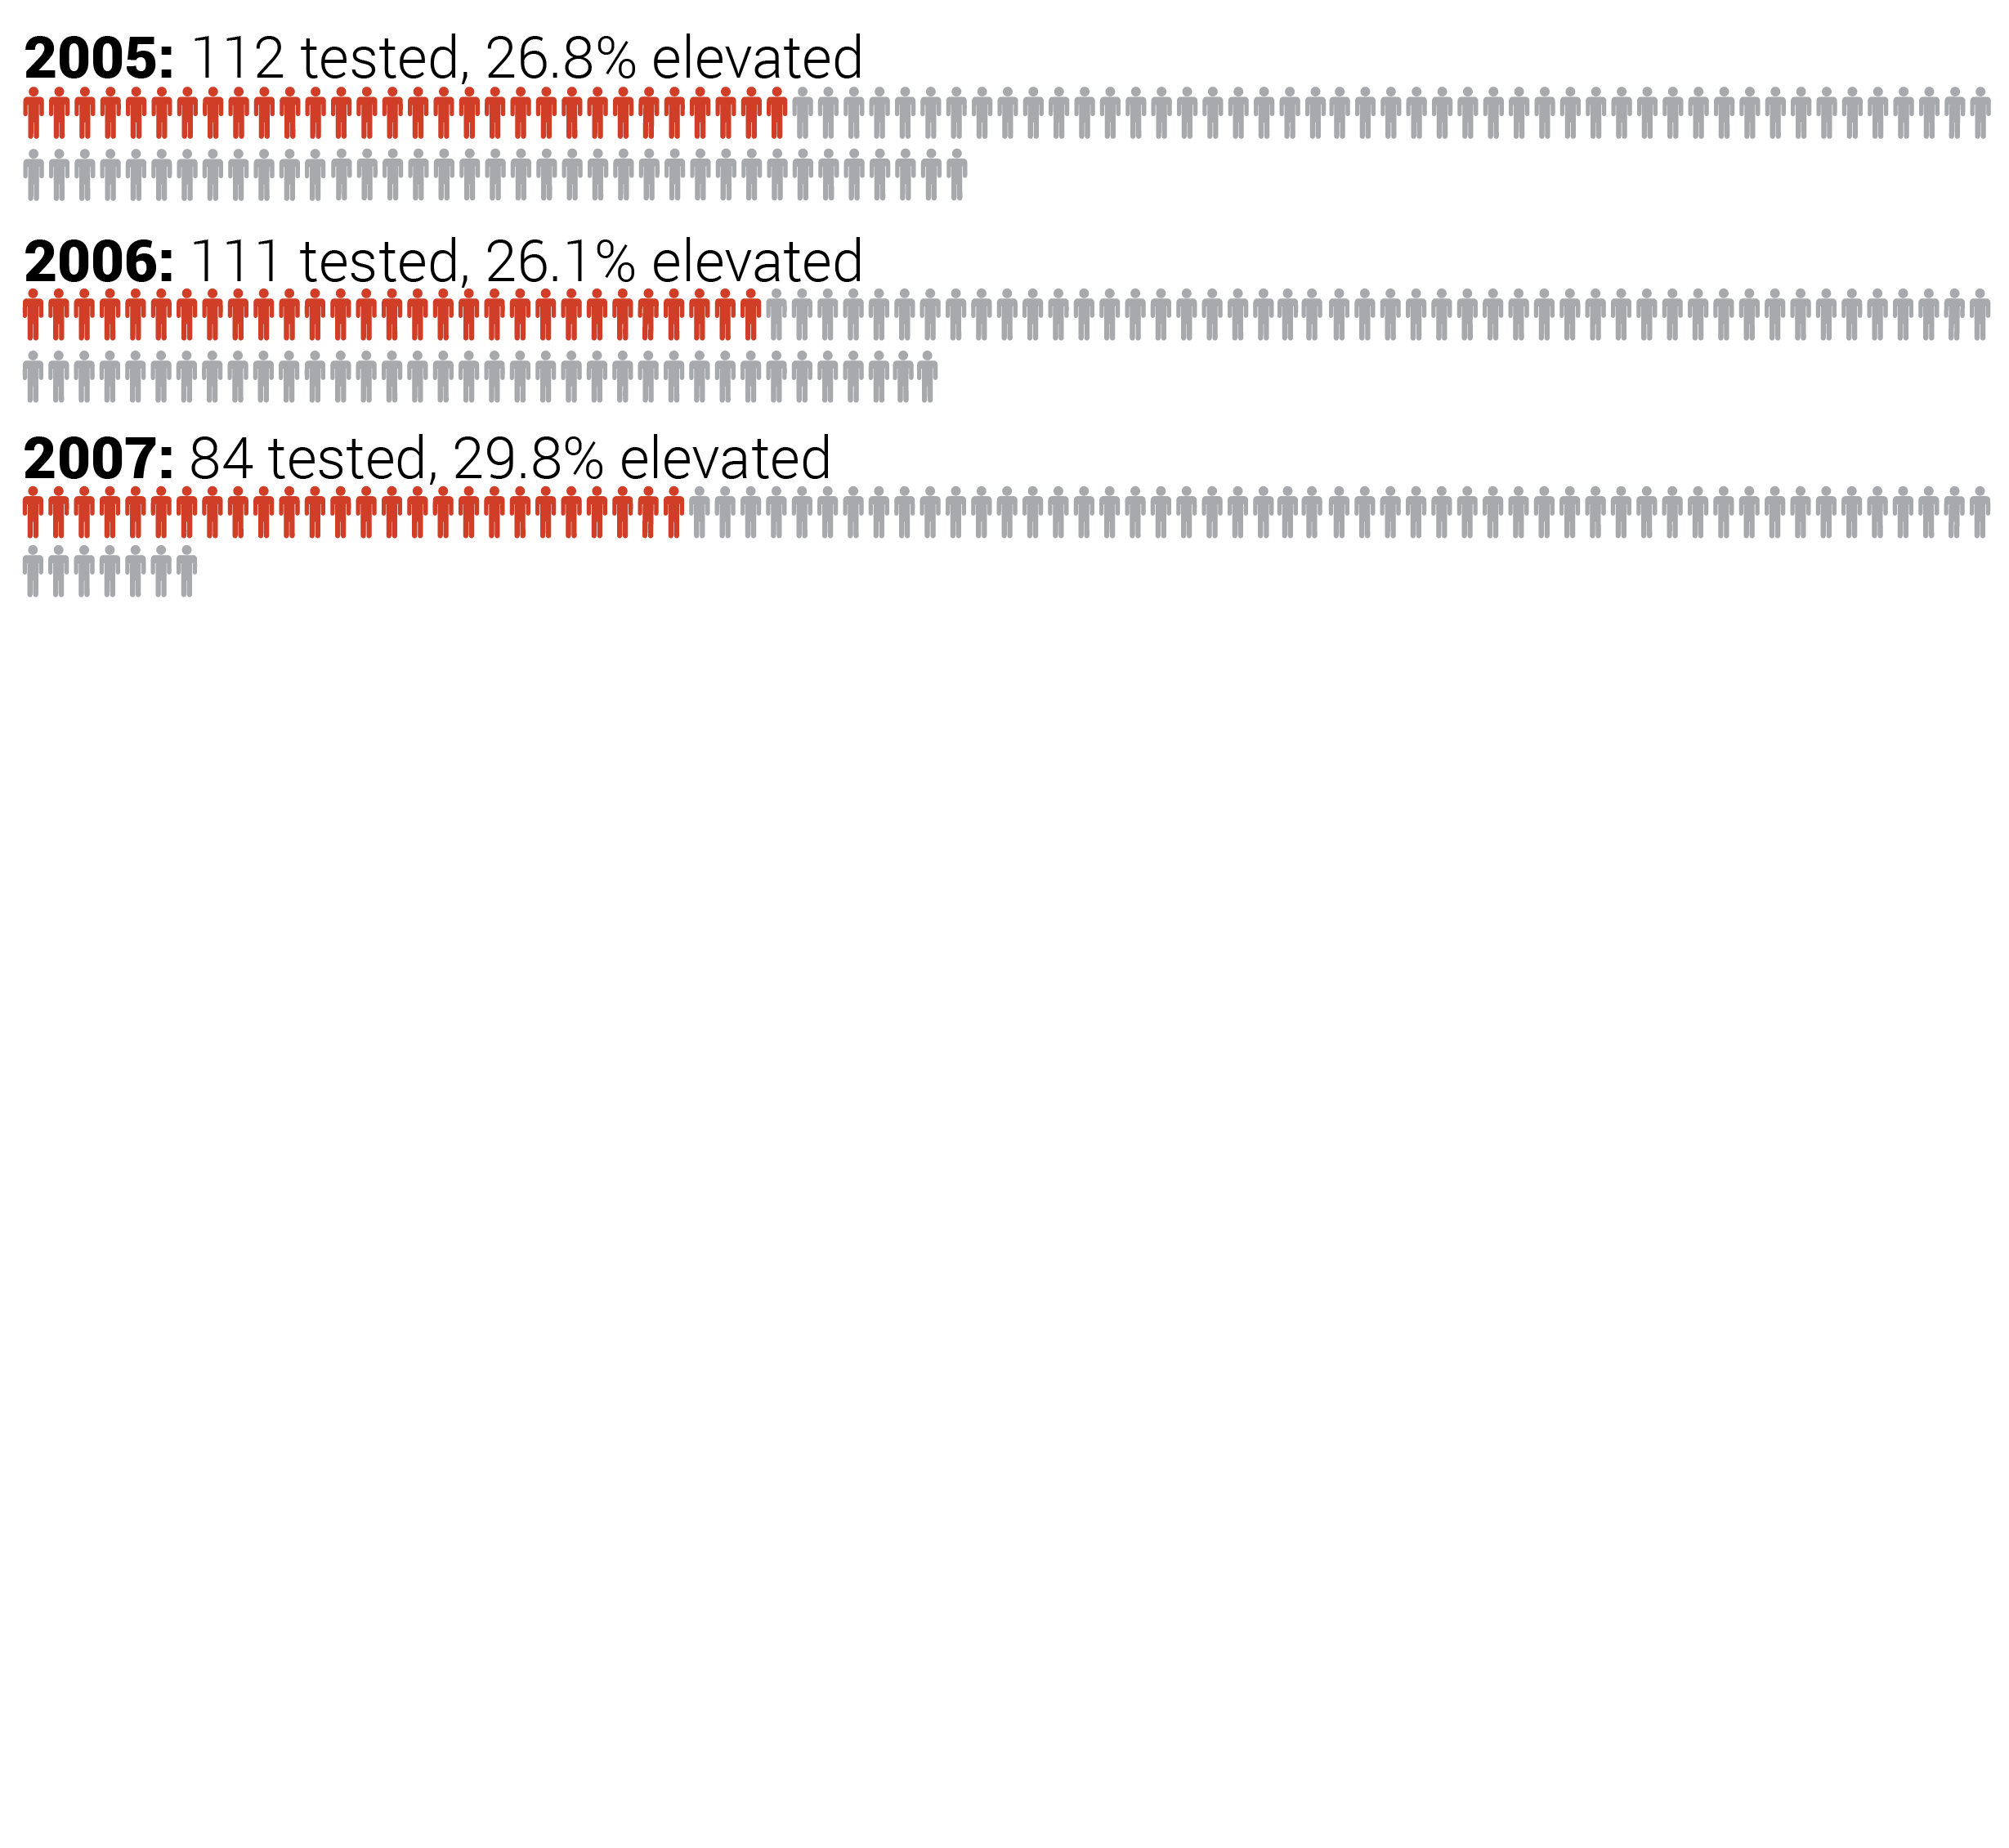 2005: 112 tested, 26.8% elevated
2006: 111 tested, 26.1% elevated
2007: 84 tested, 29.8% elevated